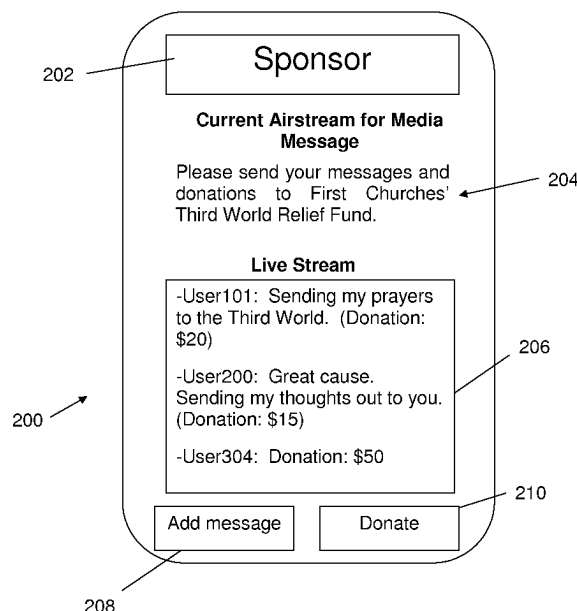 Sponsor
202
Current Airstream for Media
Message
Please send your messages and
donations to First Churches'
Third World Relief Fund.
204
Live Stream
-User101: Sending my prayers
to the Third World. (Donation:
$20)
-User200: Great cause.
Sending my thoughts out to you.
(Donation: $15)
-User304: Donation: $50
206
200
210
Add message
Donate
208